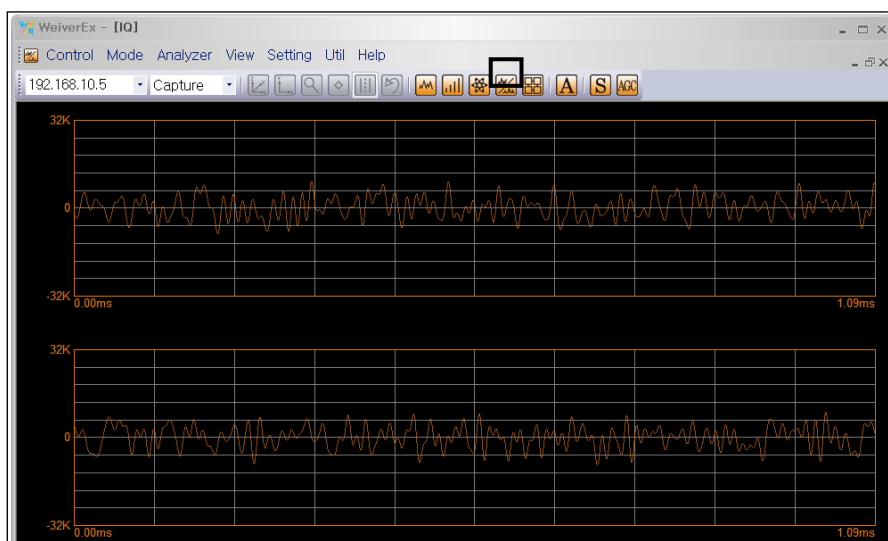 WeiverEx - [IQ]
Control Mode Analyzer View Setting Util Help
192.168.10.5 Capture A S AGC
32K
0
-32K
0.00ms 1.09ms
32K
0
-32K
0.00ms 1.09ms